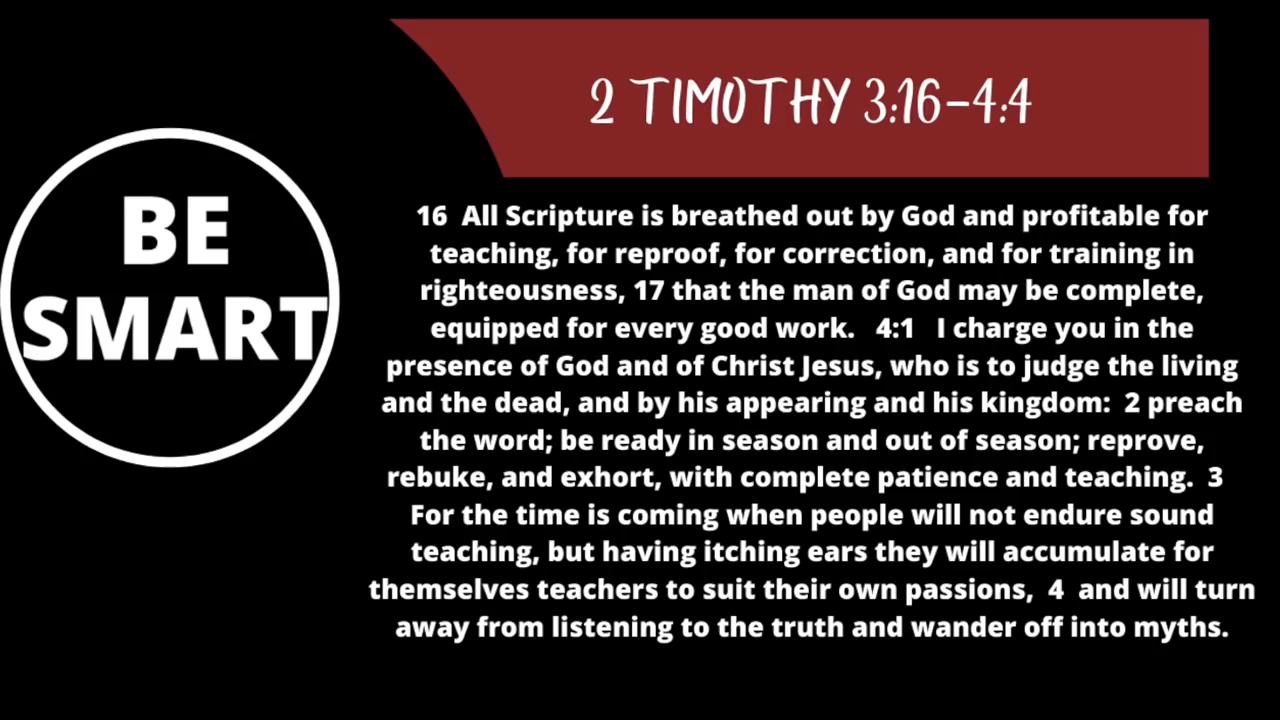 BE
SMART
2 TIMOTHY 3:16-4:4
16 All Scripture is breathed out by God and profitable for
teaching, for reproof, for correction, and for training in
righteousness, 17 that the man of God may be complete,
equipped for every good work. 4:1 I charge you in the
presence of God and of Christ Jesus, who is to judge the living
and the dead, and by his appearing and his kingdom: 2 preach
the word; be ready in season and out of season; reprove,
rebuke, and exhort, with complete patience and teaching. 3
For the time is coming when people will not endure sound
teaching, but having itching ears they will accumulate for
themselves teachers to suit their own passions, 4 and will turn
away from listening to the truth and wander off into myths.